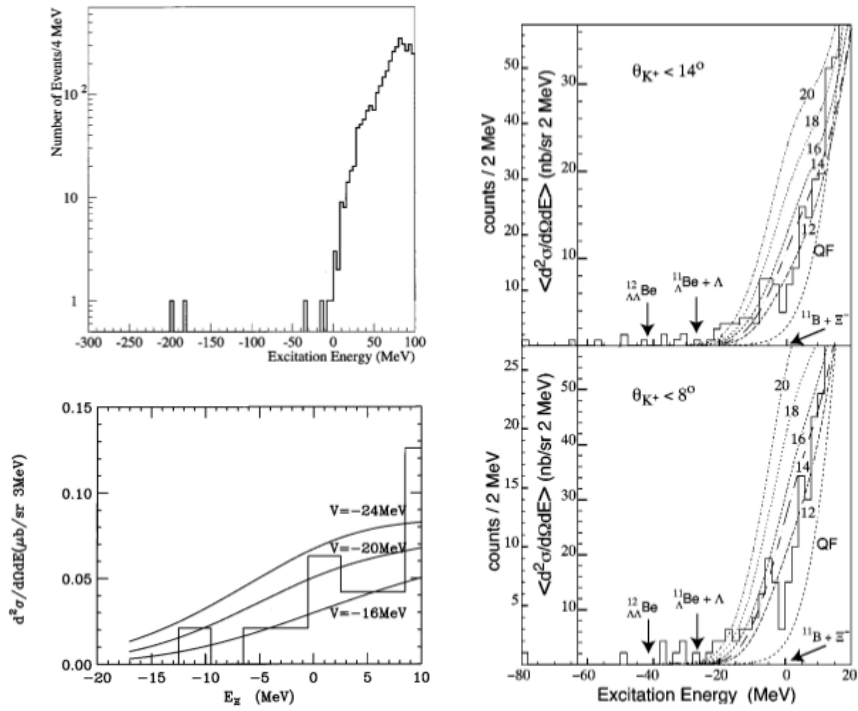 Number of Events/4 MeV
10²
10
1
-300 -250 -200 -150 -100 -50 0 50 100
Excitation Energy (MeV)
d²σ/dΩdE(μb/sr 3MeV)
0.15
0.10
0.05
0.00
V=-24MeV
V=-20MeV
V=-16MeV
-20 -15 -10 -5 0 5 10
E_Ξ (MeV)
counts / 2 MeV
<d²σ/dΩdE> (nb/sr 2 MeV)
50
40
30
20
10
30
20
10
θ_K⁺ < 14°
20
18
16
14
12
QF
¹²_ΛΛBe
¹¹_ΛBe + Λ
¹¹B + Ξ⁻
counts / 2 MeV
<d²σ/dΩdE> (nb/sr 2 MeV)
25
20
15
10
5
50
40
30
20
10
θ_K⁺ < 8°
20
18
16
14
12
QF
¹²_ΛΛBe
¹¹_ΛBe + Λ
¹¹B + Ξ⁻
-80 -60 -40 -20 0 20
Excitation Energy (MeV)